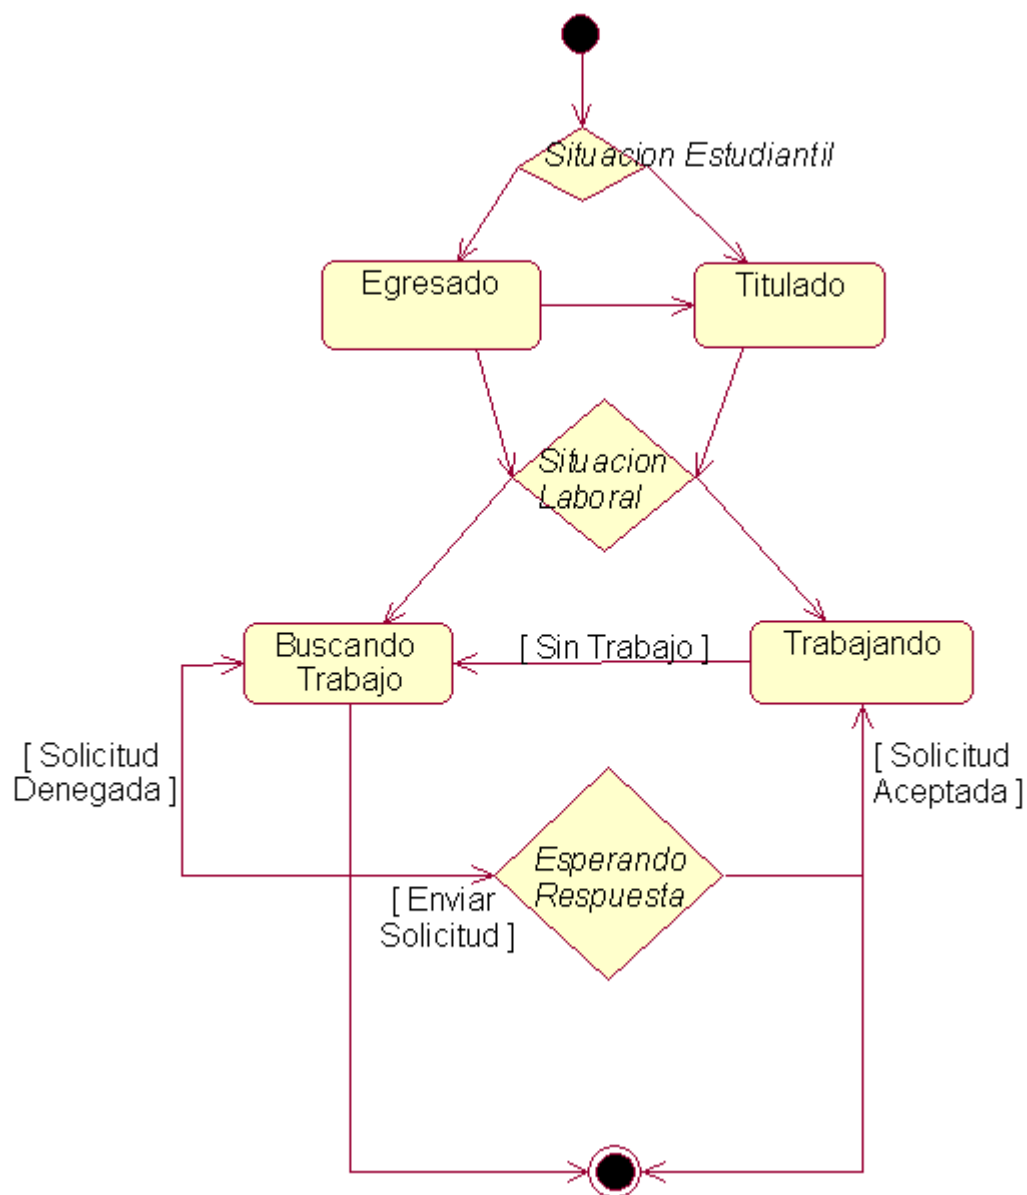 Situacion Estudiantil
Egresado
Titulado
Situacion
Laboral
Buscando
Trabajo
[ Sin Trabajo ]
Trabajando
[ Solicitud
Denegada ]
[ Solicitud
Aceptada ]
Esperando
Respuesta
[ Enviar
Solicitud ]